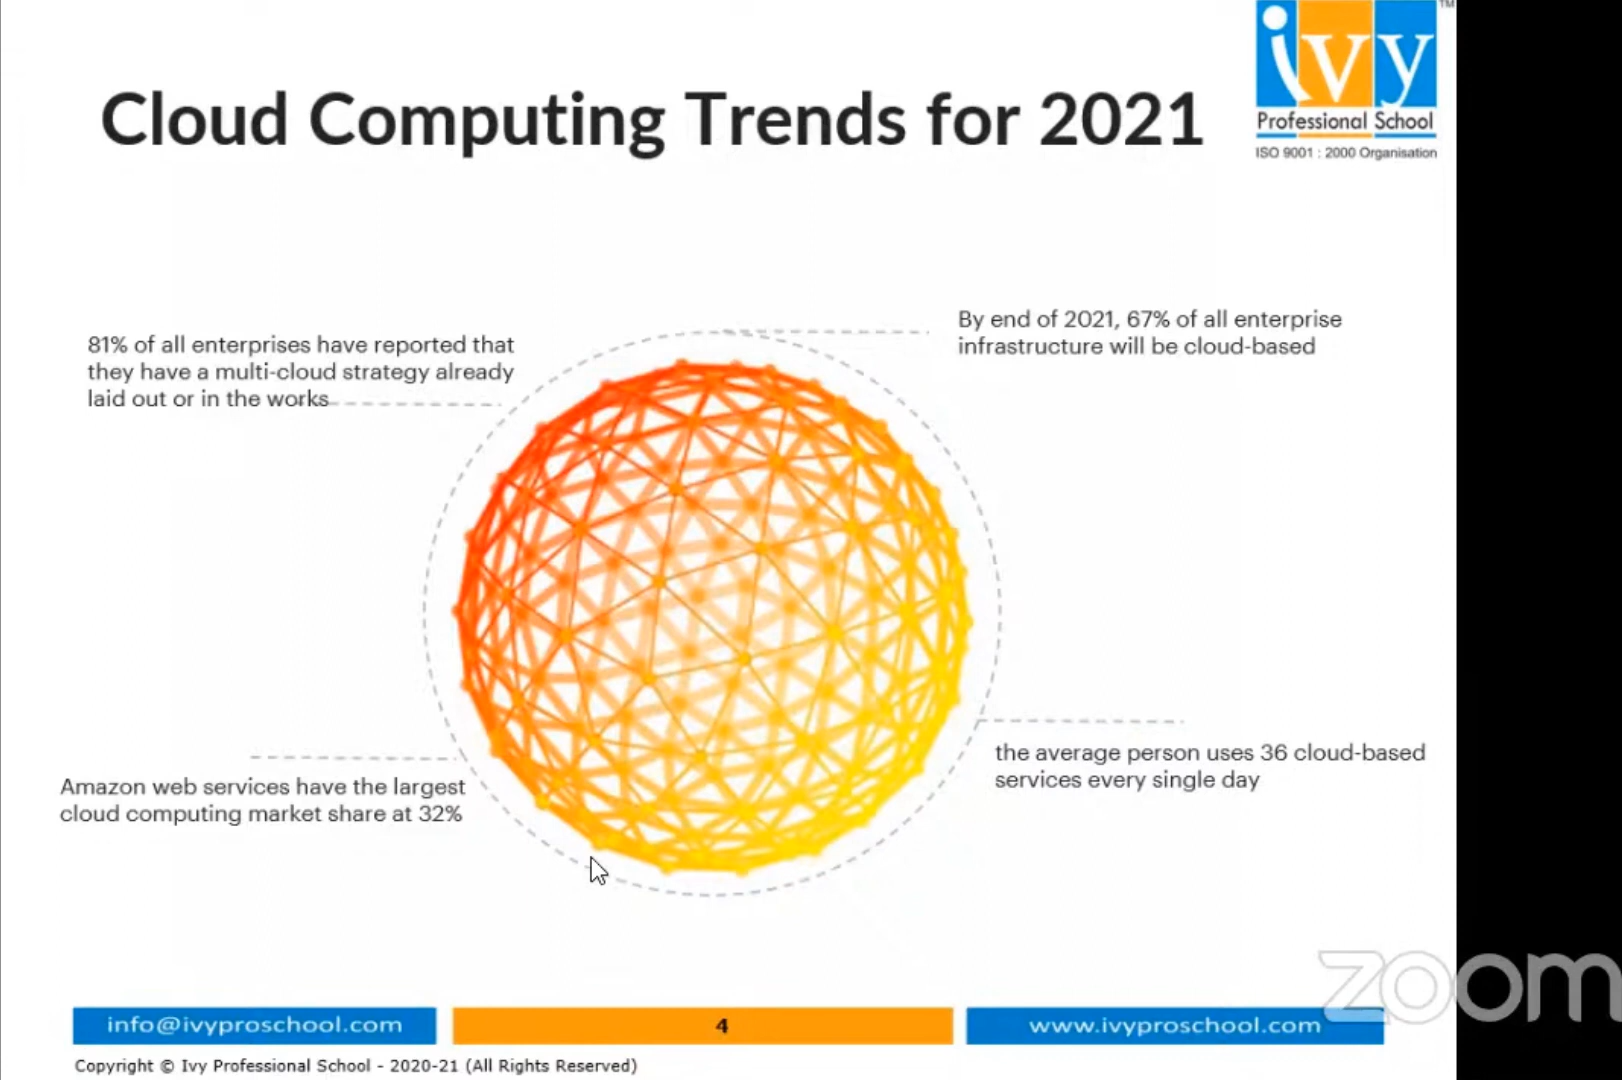 ivy
TM
Professional School
ISO 9001 : 2000 Organisation
Cloud Computing Trends for 2021
81% of all enterprises have reported that
they have a multi-cloud strategy already
laid out or in the works
By end of 2021, 67% of all enterprise
infrastructure will be cloud-based
Amazon web services have the largest
cloud computing market share at 32%
the average person uses 36 cloud-based
services every single day
zoom
info@ivyproschool.com
4
www.ivyproschool.com
Copyright © Ivy Professional School - 2020-21 (All Rights Reserved)